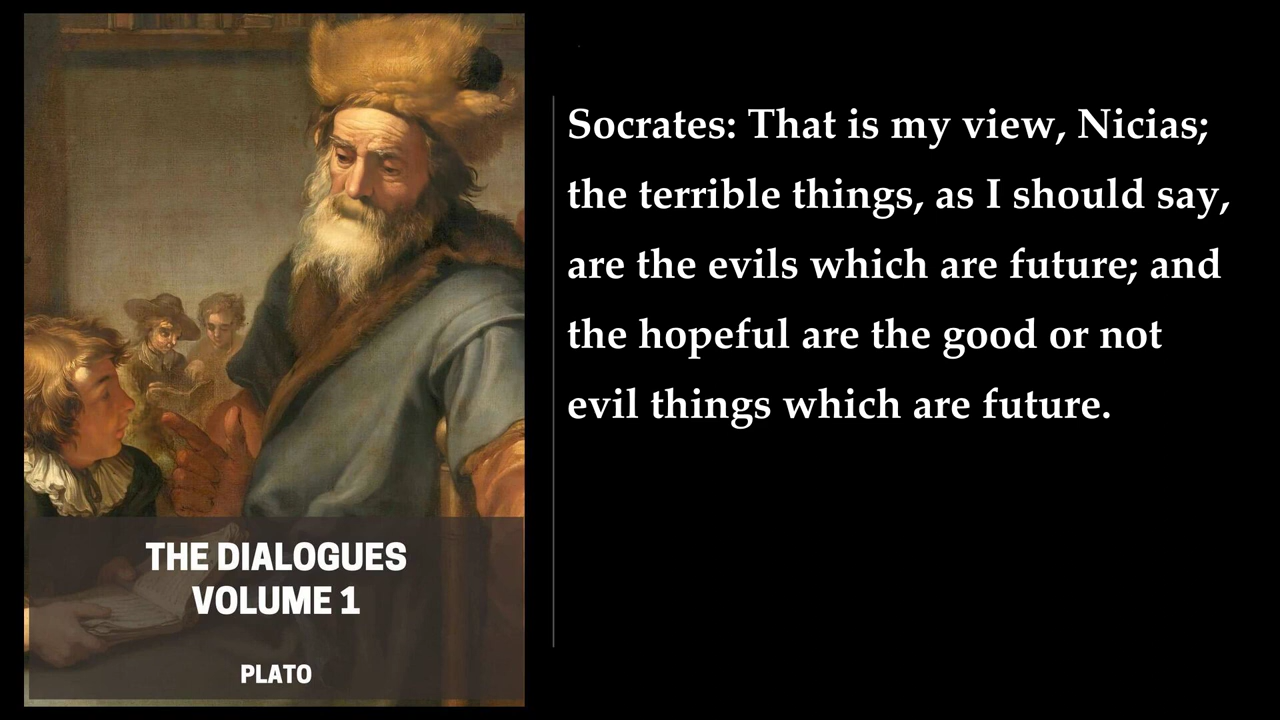 Socrates: That is my view, Nicias;
the terrible things, as I should say,
are the evils which are future; and
the hopeful are the good or not
evil things which are future.
THE DIALOGUES
VOLUME 1
PLATO